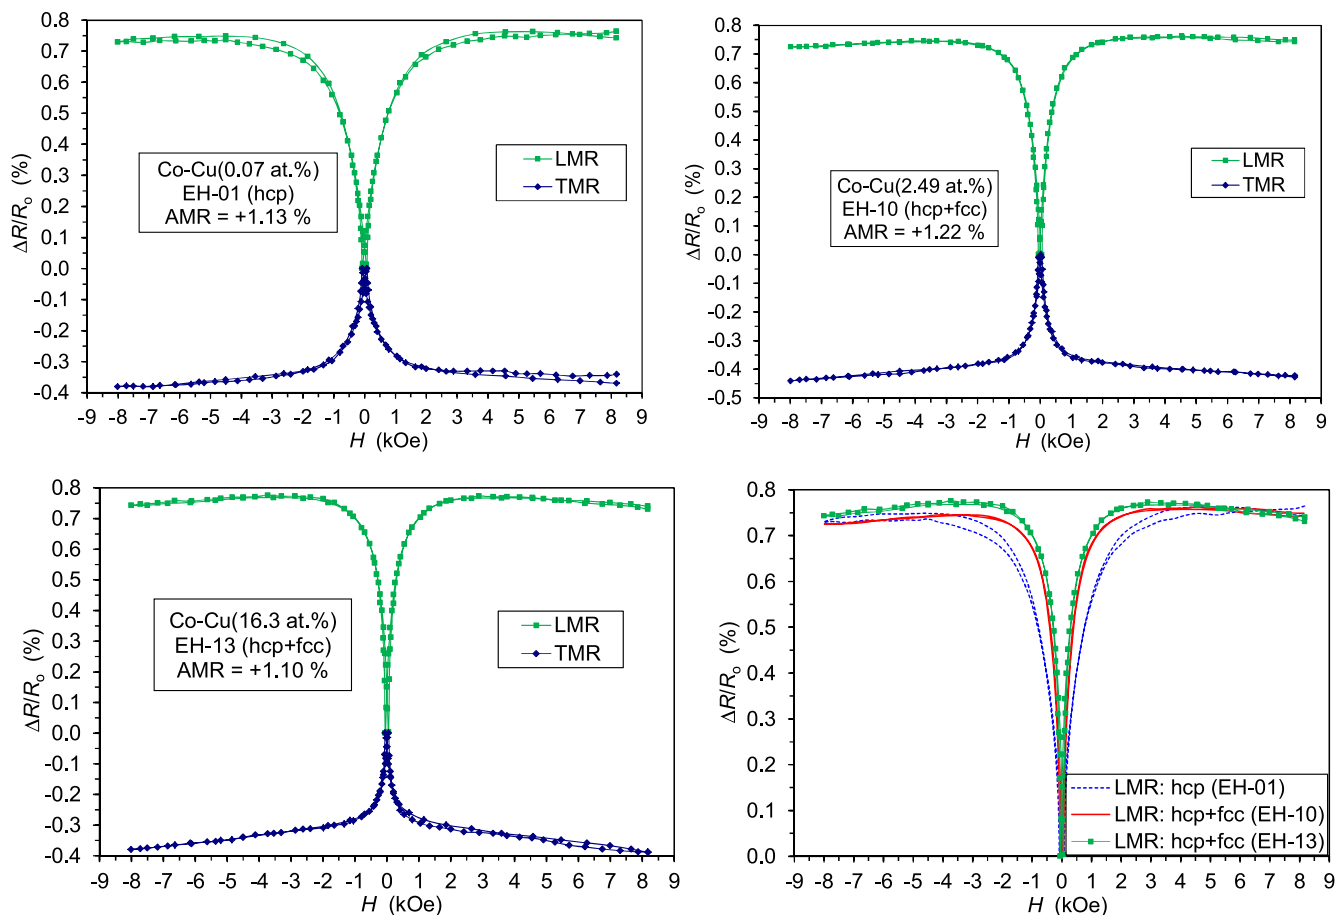 0.8
0.7
0.6
0.5
0.4
0.3
0.2
0.1
0.0
-0.1
-0.2
-0.3
-0.4
ΔR/Ro (%)
Co-Cu(0.07 at.%)
EH-01 (hcp)
AMR = +1.13 %
LMR
TMR
-9 -8 -7 -6 -5 -4 -3 -2 -1 0 1 2 3 4 5 6 7 8 9
H (kOe)
0.8
0.7
0.6
0.5
0.4
0.3
0.2
0.1
0.0
-0.1
-0.2
-0.3
-0.4
-0.5
ΔR/Ro (%)
Co-Cu(2.49 at.%)
EH-10 (hcp+fcc)
AMR = +1.22 %
LMR
TMR
-9 -8 -7 -6 -5 -4 -3 -2 -1 0 1 2 3 4 5 6 7 8 9
H (kOe)
0.8
0.7
0.6
0.5
0.4
0.3
0.2
0.1
0.0
-0.1
-0.2
-0.3
-0.4
ΔR/Ro (%)
Co-Cu(16.3 at.%)
EH-13 (hcp+fcc)
AMR = +1.10 %
LMR
TMR
-9 -8 -7 -6 -5 -4 -3 -2 -1 0 1 2 3 4 5 6 7 8 9
H (kOe)
0.8
0.7
0.6
0.5
0.4
0.3
0.2
0.1
0.0
ΔR/Ro (%)
LMR: hcp (EH-01)
LMR: hcp+fcc (EH-10)
LMR: hcp+fcc (EH-13)
-9 -8 -7 -6 -5 -4 -3 -2 -1 0 1 2 3 4 5 6 7 8 9
H (kOe)